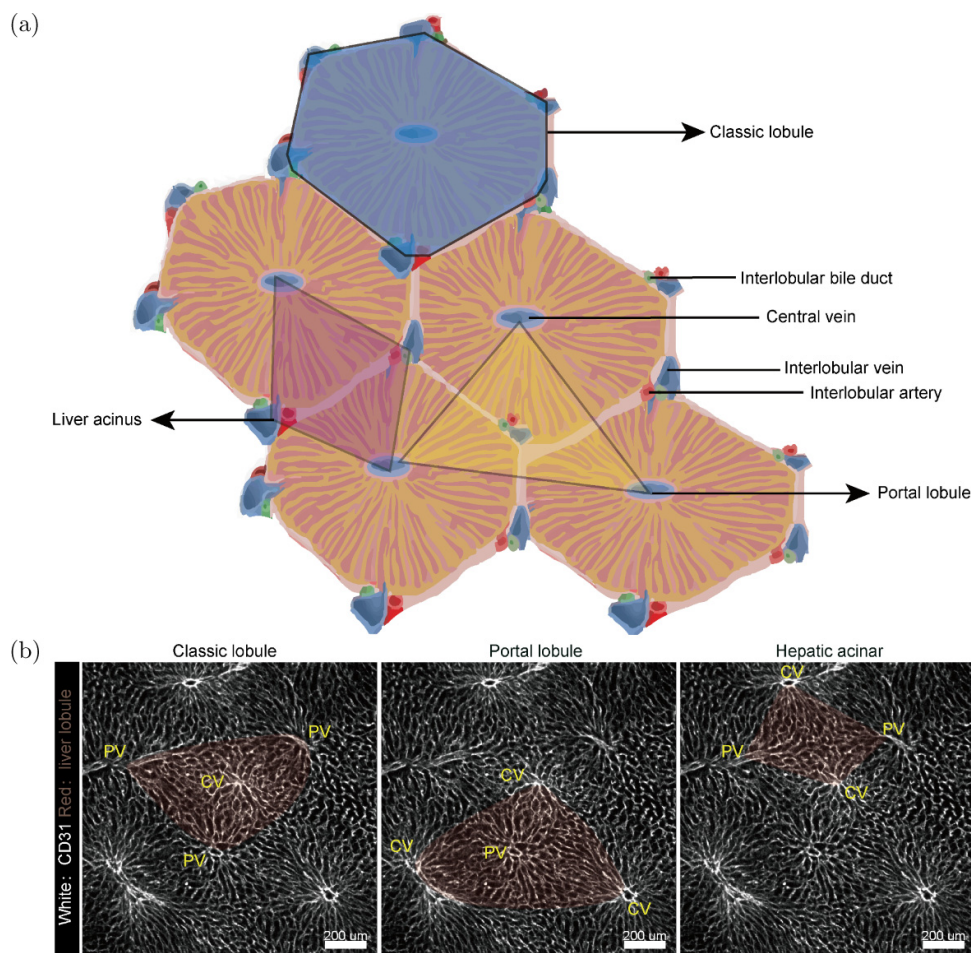 (a)
Classic lobule
Interlobular bile duct
Central vein
Interlobular vein
Interlobular artery
Liver acinus
Portal lobule
(b)
Classic lobule
Portal lobule
Hepatic acinar
White: CD31 Red: liver lobule
PV
PV
CV
PV
200 um
CV
CV
PV
CV
200 um
CV
PV
PV
CV
200 um